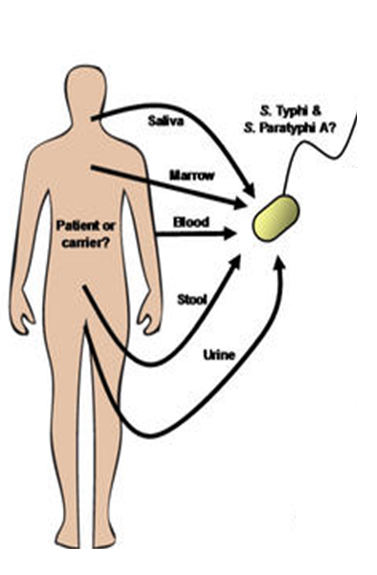 S. Typhi &
S. Paratyphi A?
Saliva
Marrow
Blood
Patient or
carrier?
Stool
Urine